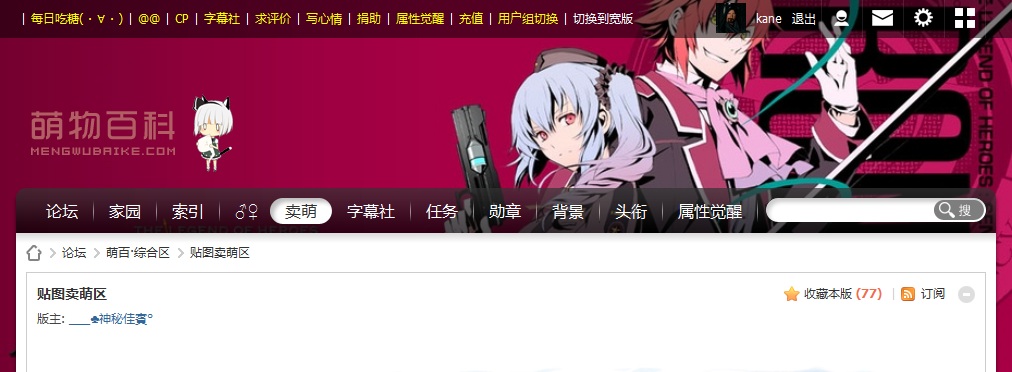 | 每日吃糖(・∀・) | @@ | CP | 字幕社 | 求评价 | 写心情 | 捐助 | 属性觉醒 | 充值 | 用户组切换 | 切换到宽版
kane 退出
END OF HEROES
萌物百科
MENGWUBAIKE.COM
论坛 家园 索引 ♂♀ 卖萌 字幕社 任务 勋章 背景 头衔 属性觉醒 搜
THE LEGEND OF HEROES
论坛 > 萌百·综合区 > 贴图卖萌区
贴图卖萌区 收藏本版 (77) | 订阅
版主: ___♣神秘佳賓°